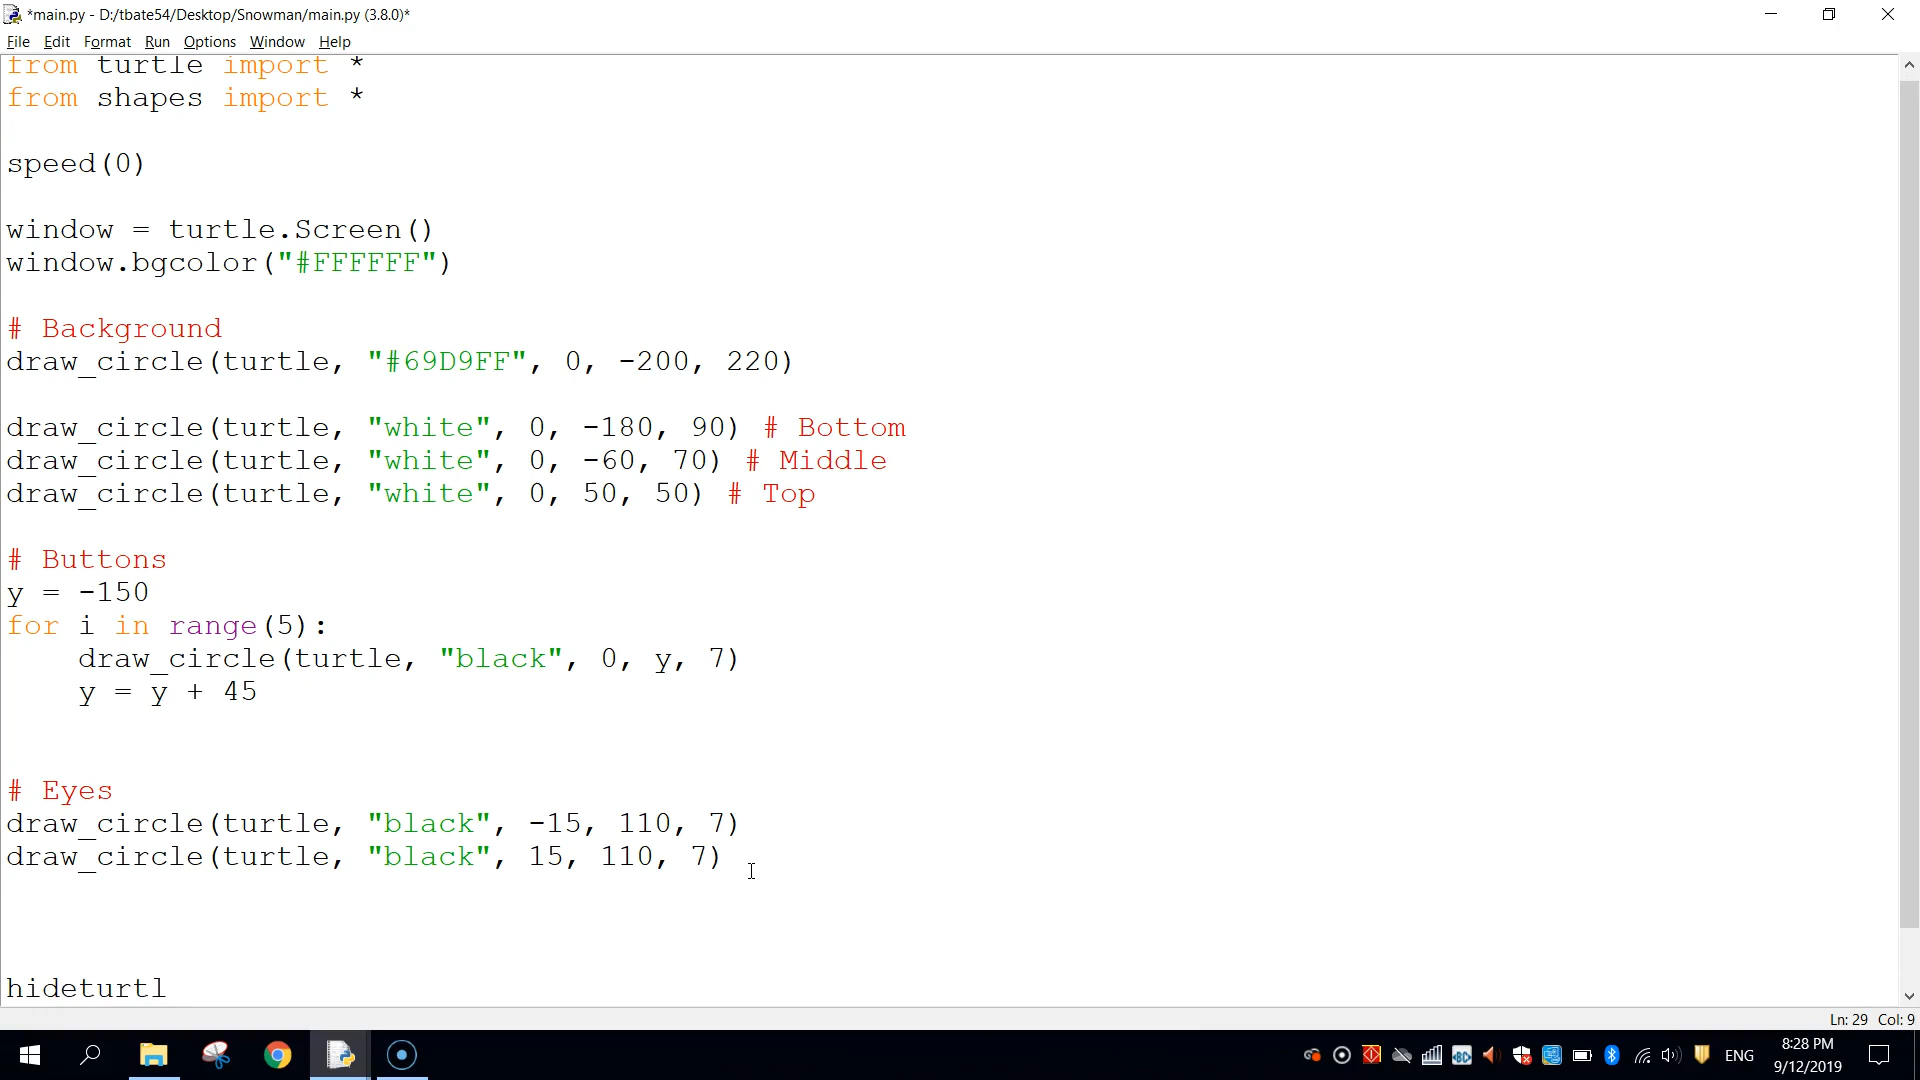 *main.py - D:/tbate54/Desktop/Snowman/main.py (3.8.0)*
File Edit Format Run Options Window Help
from turtle import *
from shapes import *
speed(0)
window = turtle.Screen()
window.bgcolor("#FFFFFF")
# Background
draw_circle(turtle, "#69D9FF", 0, -200, 220)
draw_circle(turtle, "white", 0, -180, 90) # Bottom
draw_circle(turtle, "white", 0, -60, 70) # Middle
draw_circle(turtle, "white", 0, 50, 50) # Top
# Buttons
y = -150
for i in range(5):
    draw_circle(turtle, "black", 0, y, 7)
    y = y + 45
# Eyes
draw_circle(turtle, "black", -15, 110, 7)
draw_circle(turtle, "black", 15, 110, 7)
hideturtl
Ln: 29 Col: 9
ENG
8:28 PM
9/12/2019